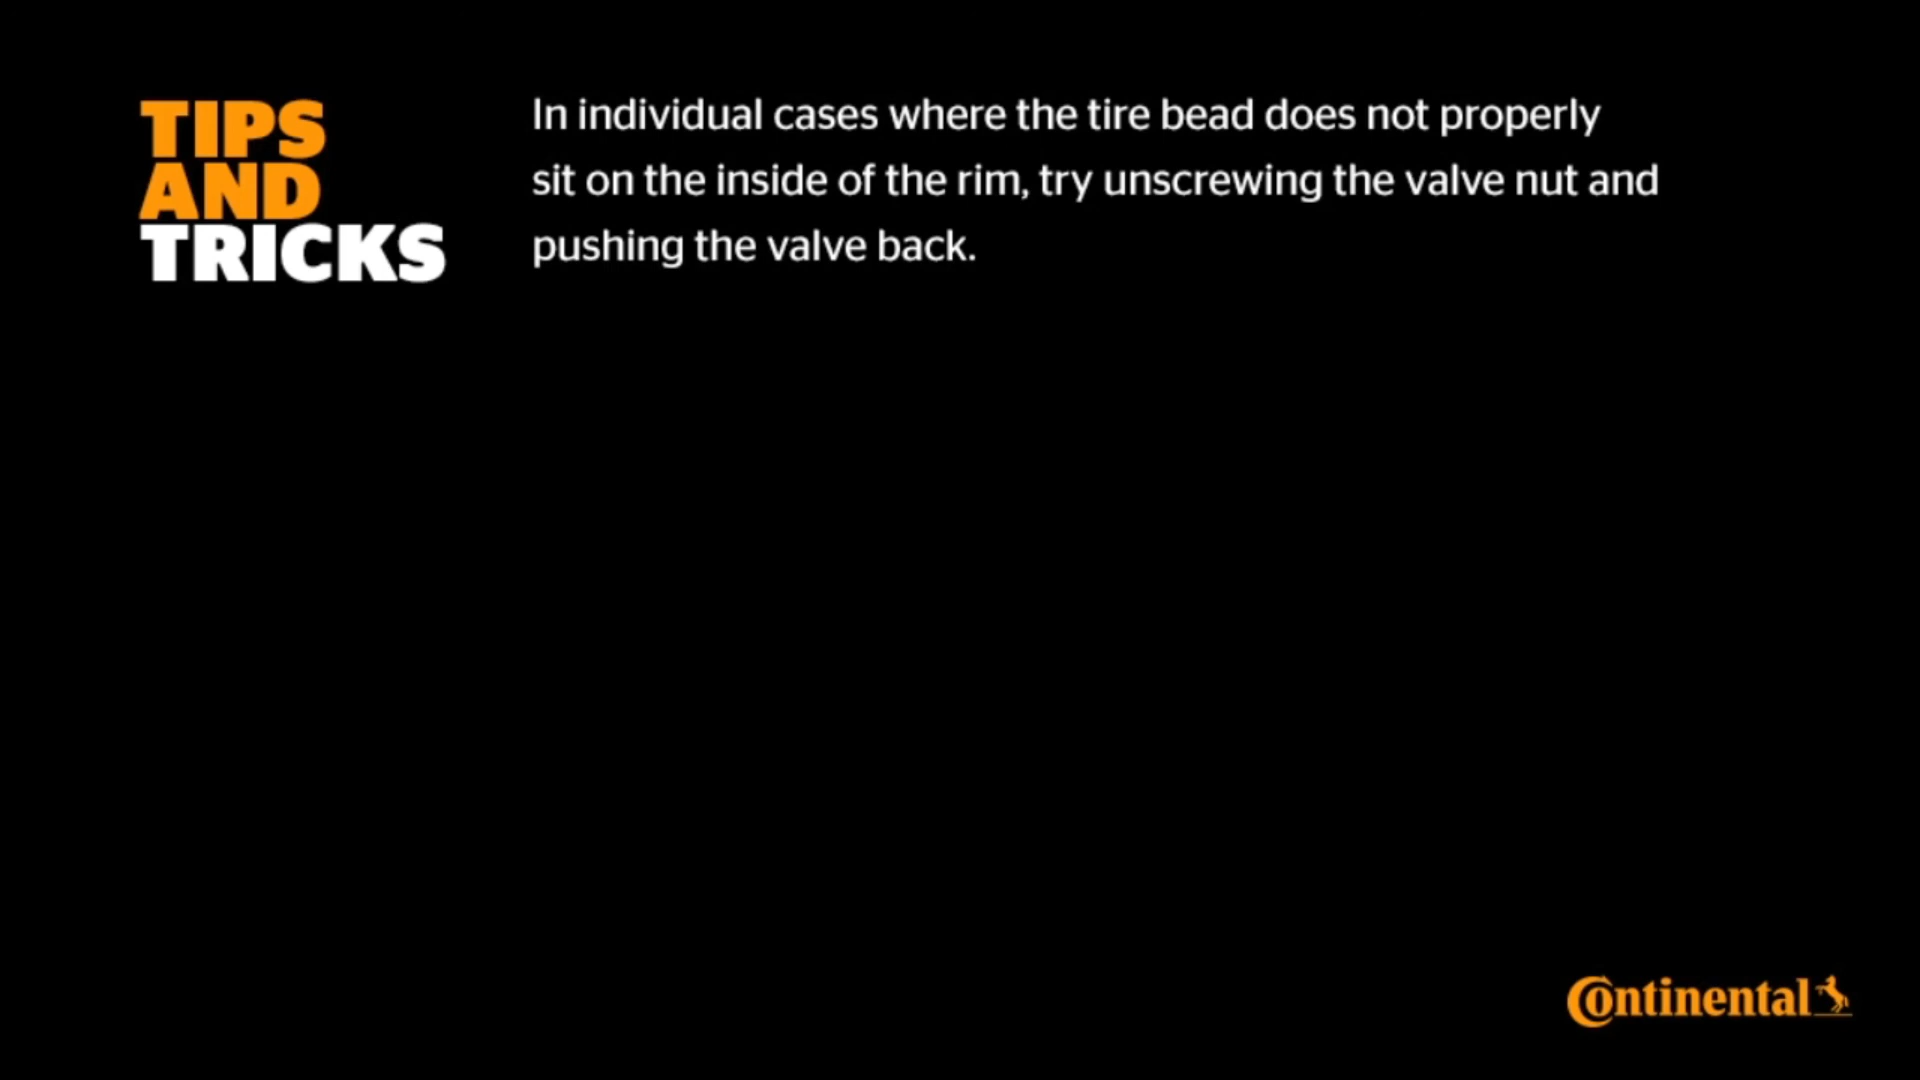 TIPS
AND
TRICKS
In individual cases where the tire bead does not properly
sit on the inside of the rim, try unscrewing the valve nut and
pushing the valve back.
Continental